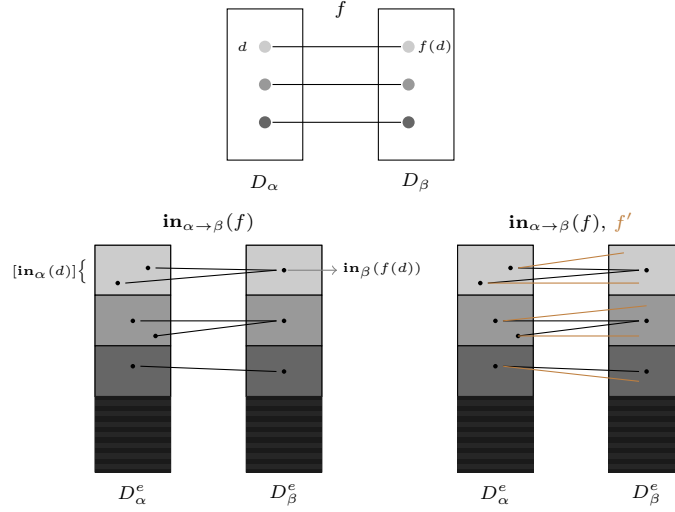 f
d
f(d)
D_α
D_β
in_{α→β}(f)
in_{α→β}(f), f′
[in_α(d)]{
in_β(f(d))
D^e_α
D^e_β
D^e_α
D^e_β